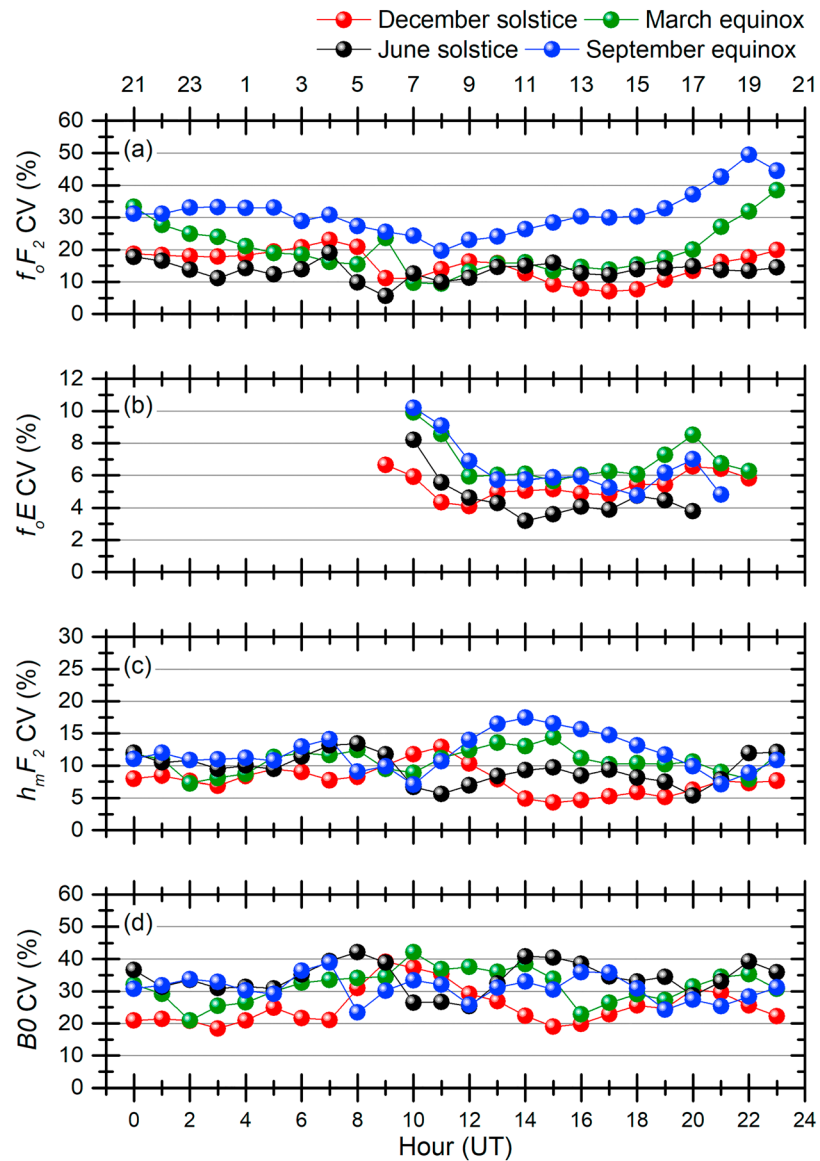 December solstice March equinox
June solstice September equinox
21 23 1 3 5 7 9 11 13 15 17 19 21
60
(a)
50
40
30
20
10
0
foF2 CV (%)
12
(b)
10
8
6
4
2
0
foE CV (%)
30
(c)
25
20
15
10
5
0
hmF2 CV (%)
60
(d)
50
40
30
20
10
0
B0 CV (%)
0 2 4 6 8 10 12 14 16 18 20 22 24
Hour (UT)